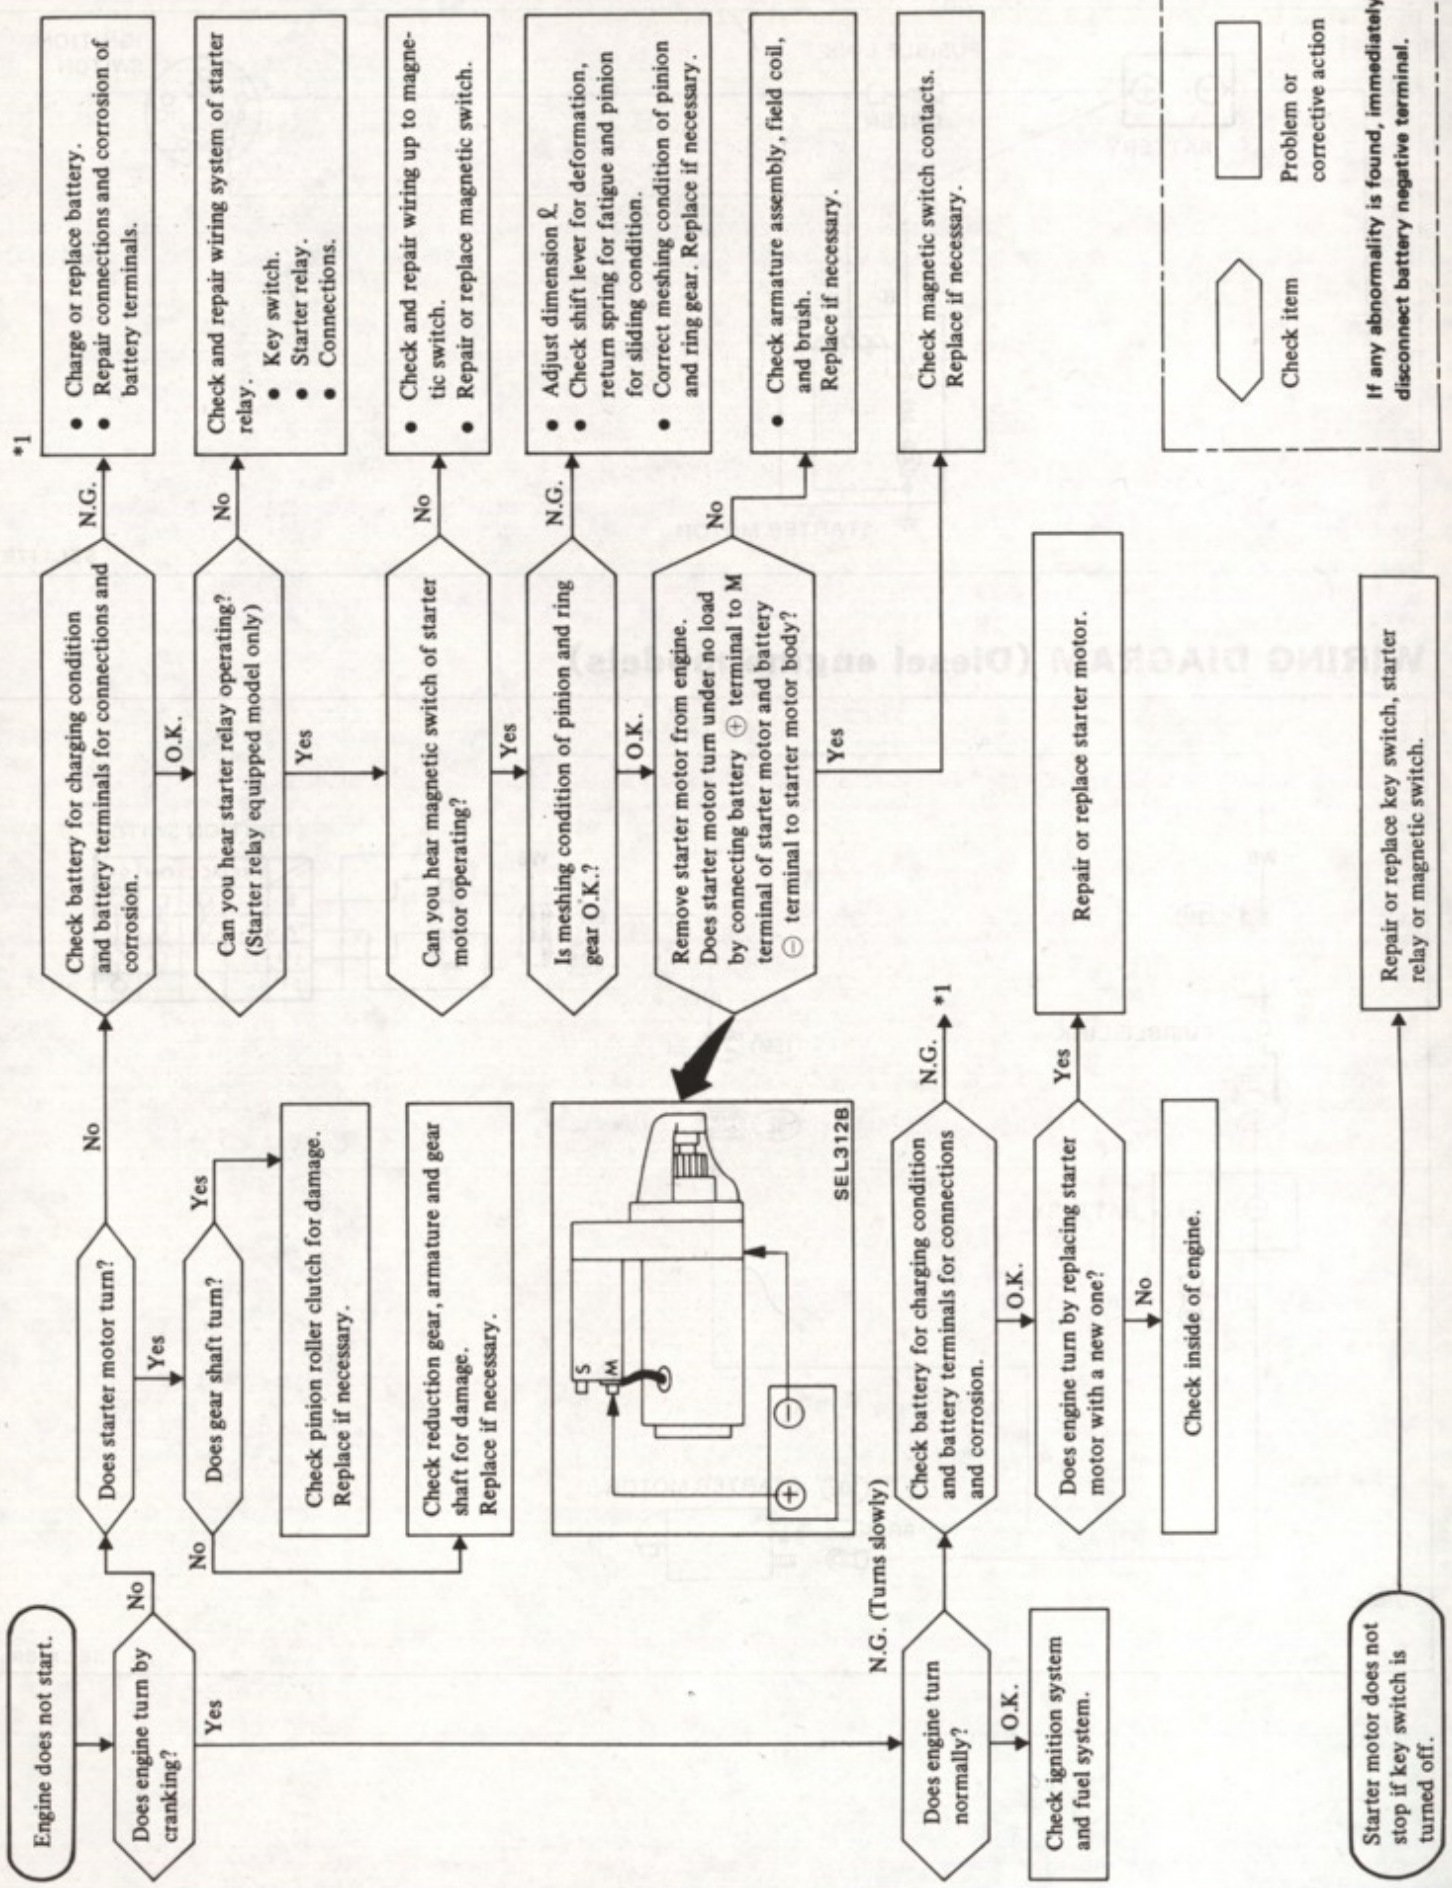 Engine does not start.
Does engine turn by
cranking?
No
Yes
Does starter motor turn?
No
Yes
Does gear shaft turn?
Yes
No
Check pinion roller clutch for damage.
Replace if necessary.
Check reduction gear, armature and gear
shaft for damage.
Replace if necessary.
S
M
⊕
⊖
SEL312B
Check battery for charging condition
and battery terminals for connections and
corrosion.
N.G.
O.K.
*1
● Charge or replace battery.
● Repair connections and corrosion of
battery terminals.
Can you hear starter relay operating?
(Starter relay equipped model only)
No
Yes
Check and repair wiring system of starter
relay.
● Key switch.
● Starter relay.
● Connections.
Can you hear magnetic switch of starter
motor operating?
No
Yes
● Check and repair wiring up to magne-
tic switch.
● Repair or replace magnetic switch.
Is meshing condition of pinion and ring
gear O.K.?
N.G.
O.K.
● Adjust dimension ℓ
● Check shift lever for deformation,
return spring for fatigue and pinion
for sliding condition.
● Correct meshing condition of pinion
and ring gear. Replace if necessary.
Remove starter motor from engine.
Does starter motor turn under no load
by connecting battery ⊕ terminal to M
terminal of starter motor and battery
⊖ terminal to starter motor body?
No
Yes
● Check armature assembly, field coil,
and brush.
Replace if necessary.
Check magnetic switch contacts.
Replace if necessary.
Does engine turn
normally?
N.G. (Turns slowly)
O.K.
Check ignition system
and fuel system.
Check battery for charging condition
and battery terminals for connections
and corrosion.
N.G.
*1
O.K.
Does engine turn by replacing starter
motor with a new one?
Yes
No
Repair or replace starter motor.
Check inside of engine.
Starter motor does not
stop if key switch is
turned off.
Repair or replace key switch, starter
relay or magnetic switch.
Check item
Problem or
corrective action
If any abnormality is found, immediately
disconnect battery negative terminal.
WIRING DIAGRAM (Diesel engine models)